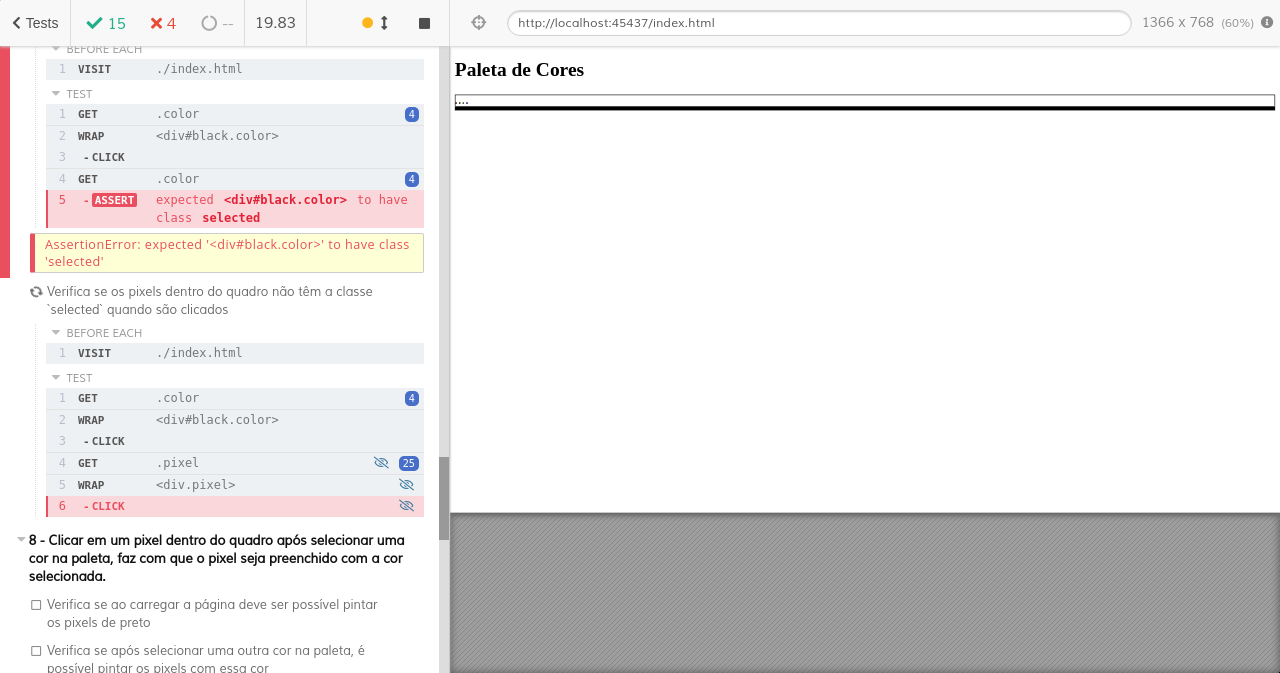 Tests 15 4 -- 19.83 http://localhost:45437/index.html 1366 x 768 (60%)
BEFORE EACH
1 VISIT ./index.html
TEST
1 GET .color 4
2 WRAP <div#black.color>
3 -CLICK
4 GET .color 4
5 -ASSERT expected <div#black.color> to have
class selected
AssertionError: expected '<div#black.color>' to have class
'selected'
Verifica se os pixels dentro do quadro não têm a classe
`selected` quando são clicados
BEFORE EACH
1 VISIT ./index.html
TEST
1 GET .color 4
2 WRAP <div#black.color>
3 -CLICK
4 GET .pixel 25
5 WRAP <div.pixel>
6 -CLICK
8 - Clicar em um pixel dentro do quadro após selecionar uma
cor na paleta, faz com que o pixel seja preenchido com a cor
selecionada.
Verifica se ao carregar a página deve ser possível pintar
os pixels de preto
Verifica se após selecionar uma outra cor na paleta, é
possível pintar os pixels com essa cor
Paleta de Cores
....